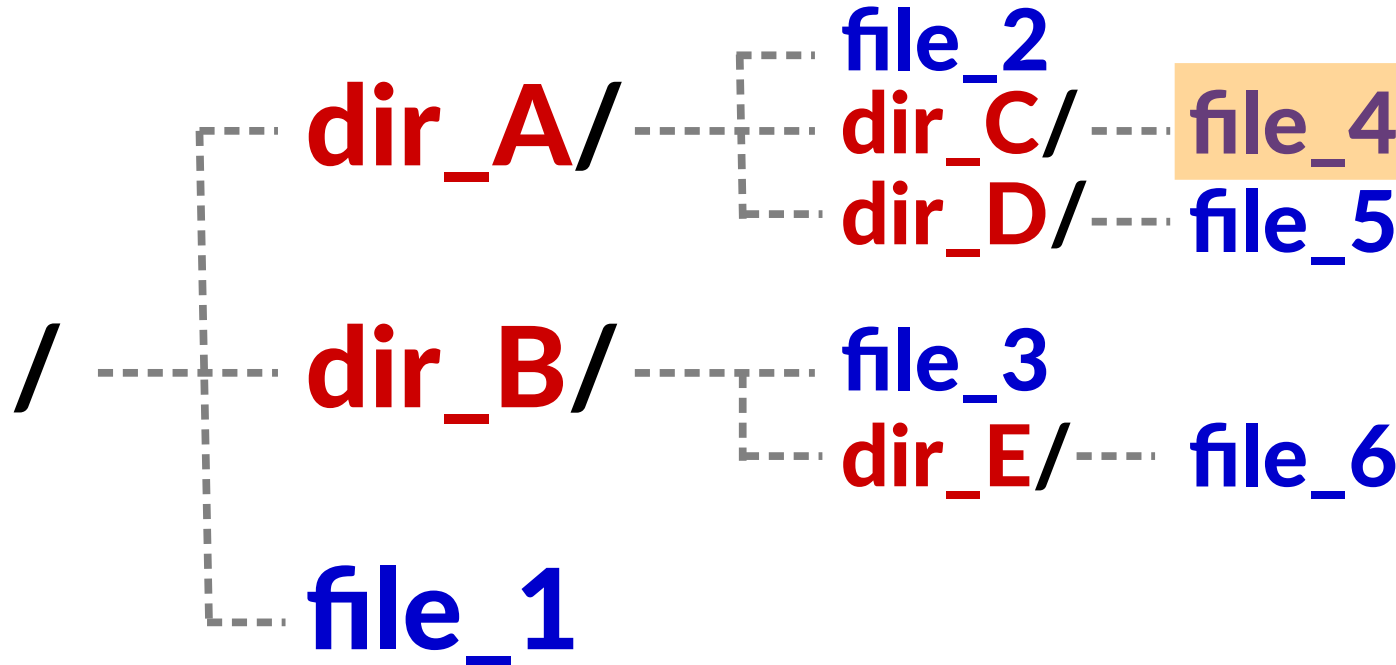 file_2
dir_A/ dir_C/ file_4
dir_D/ file_5
/ dir_B/ file_3
dir_E/ file_6
file_1